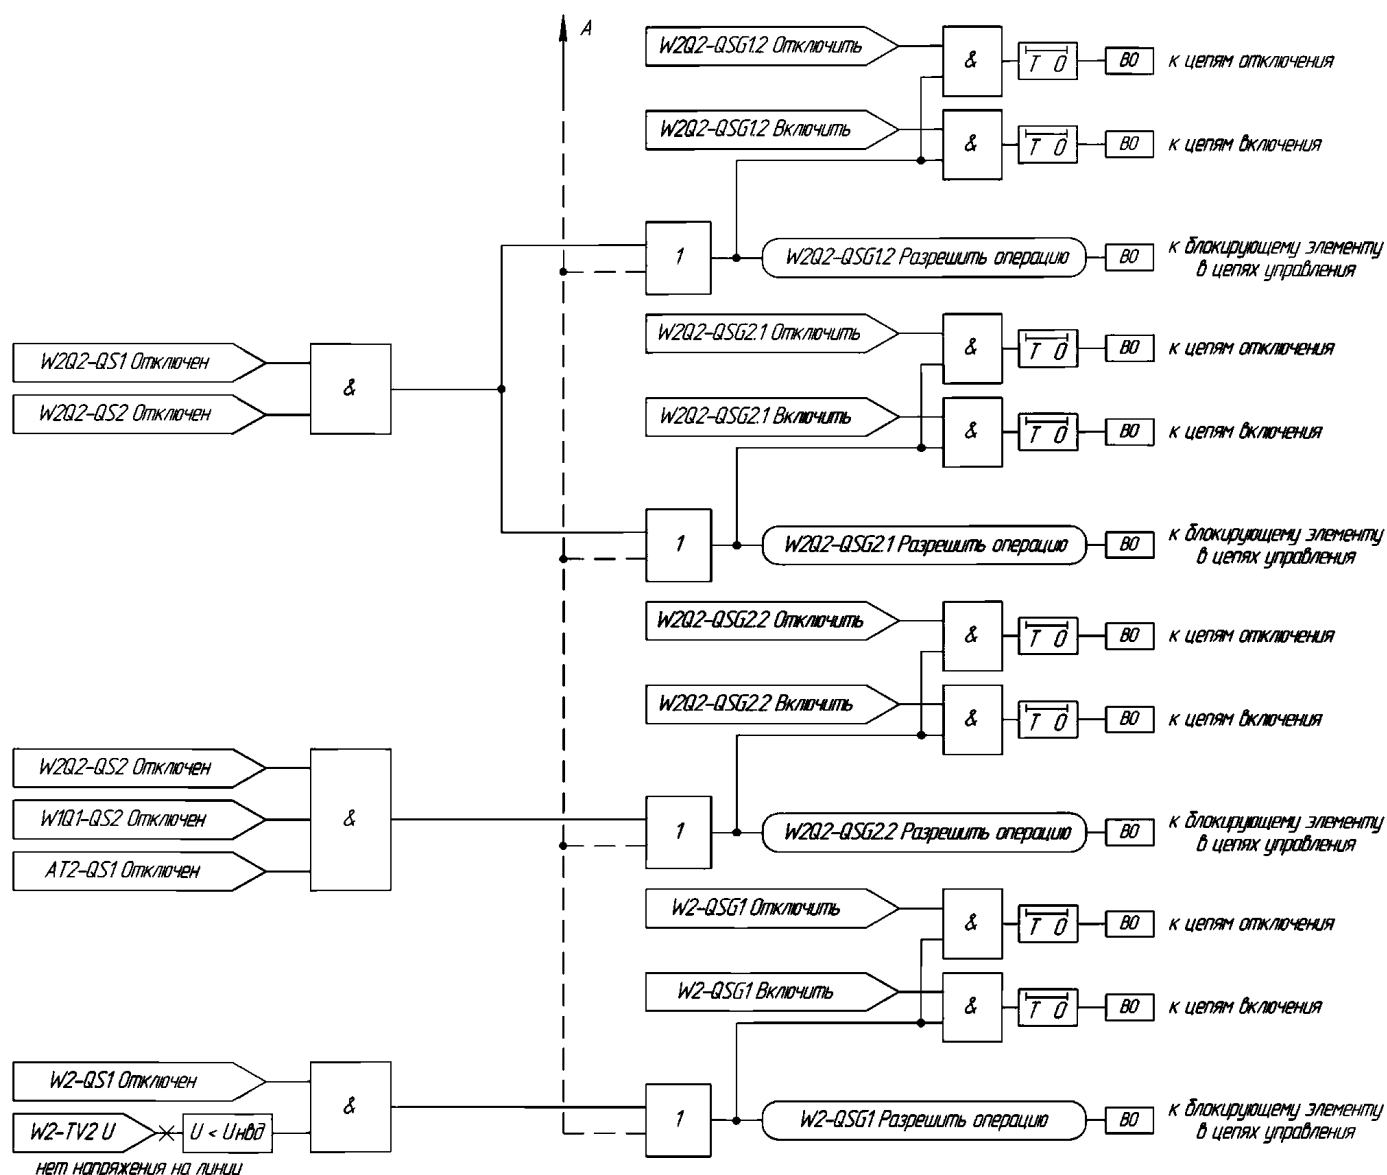 A
W2Q2-QSG1.2 Отключить
&
T 0
ВО
к цепям отключения
W2Q2-QSG1.2 Включить
&
T 0
ВО
к цепям включения
1
W2Q2-QSG1.2 Разрешить операцию
ВО
к блокирующему элементу
в цепях управления
W2Q2-QS1 Отключен
W2Q2-QS2 Отключен
&
W2Q2-QSG2.1 Отключить
&
T 0
ВО
к цепям отключения
W2Q2-QSG2.1 Включить
&
T 0
ВО
к цепям включения
1
W2Q2-QSG2.1 Разрешить операцию
ВО
к блокирующему элементу
в цепях управления
W2Q2-QSG2.2 Отключить
&
T 0
ВО
к цепям отключения
W2Q2-QSG2.2 Включить
&
T 0
ВО
к цепям включения
W2Q2-QS2 Отключен
W1Q1-QS2 Отключен
AT2-QS1 Отключен
&
1
W2Q2-QSG2.2 Разрешить операцию
ВО
к блокирующему элементу
в цепях управления
W2-QSG1 Отключить
&
T 0
ВО
к цепям отключения
W2-QSG1 Включить
&
T 0
ВО
к цепям включения
W2-QS1 Отключен
W2-TV2 U
U < Uнвд
нет напряжения на линии
&
1
W2-QSG1 Разрешить операцию
ВО
к блокирующему элементу
в цепях управления